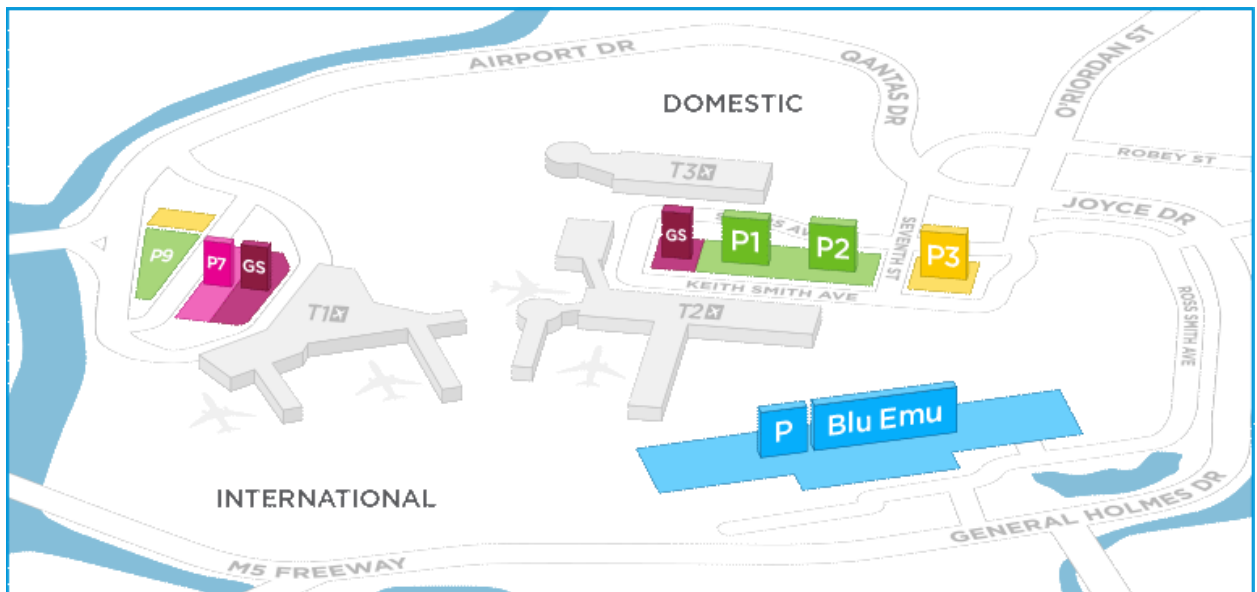 AIRPORT DR
QANTAS DR
O'RIORDAN ST
DOMESTIC
ROBEY ST
T3
JOYCE DR
GS
P1
P2
SEVENTH ST
P3
P9
P7
GS
KEITH SMITH AVE
T1
T2
ROSS SMITH AVE
P
Blu Emu
INTERNATIONAL
GENERAL HOLMES DR
M5 FREEWAY